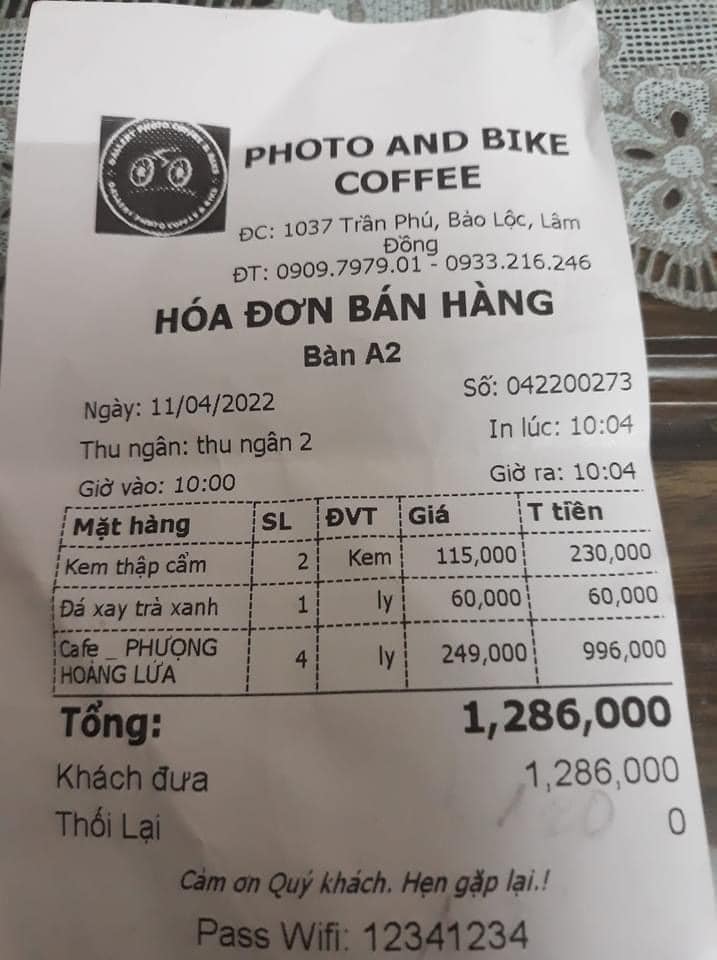 PHOTO AND BIKE
COFFEE
ĐC: 1037 Trần Phú, Bảo Lộc, Lâm
Đồng
ĐT: 0909.7979.01 - 0933.216.246
HÓA ĐƠN BÁN HÀNG
Bàn A2
Ngày: 11/04/2022 Số: 042200273
Thu ngân: thu ngân 2 In lúc: 10:04
Giờ vào: 10:00 Giờ ra: 10:04
Mặt hàng SL ĐVT Giá T tiền
Kem thập cẩm 2 Kem 115,000 230,000
Đá xay trà xanh 1 ly 60,000 60,000
Cafe _ PHƯỢNG
HOÀNG LỬA 4 ly 249,000 996,000
Tổng: 1,286,000
Khách đưa 1,286,000
Thối Lại 0
Cảm ơn Quý khách. Hẹn gặp lại.!
Pass Wifi: 12341234